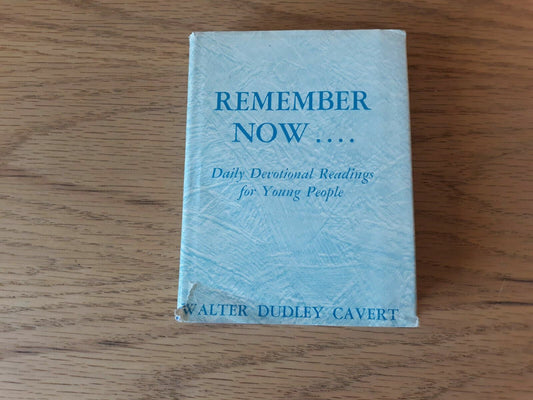 REMEMBER
NOW....
Daily Devotional Readings
for Young People
WALTER DUDLEY CAVERT